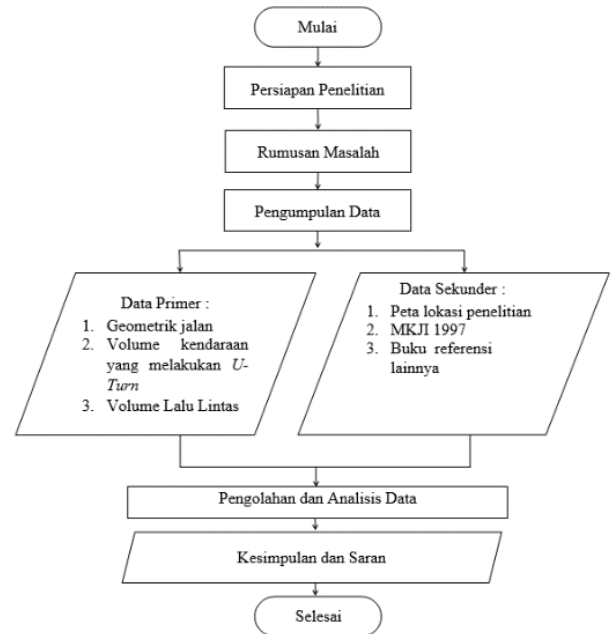 Mulai
Persiapan Penelitian
Rumusan Masalah
Pengumpulan Data
Data Primer :
1. Geometrik jalan
2. Volume kendaraan
yang melakukan U-
Turn
3. Volume Lalu Lintas
Data Sekunder :
1. Peta lokasi penelitian
2. MKJI 1997
3. Buku referensi
lainnya
Pengolahan dan Analisis Data
Kesimpulan dan Saran
Selesai